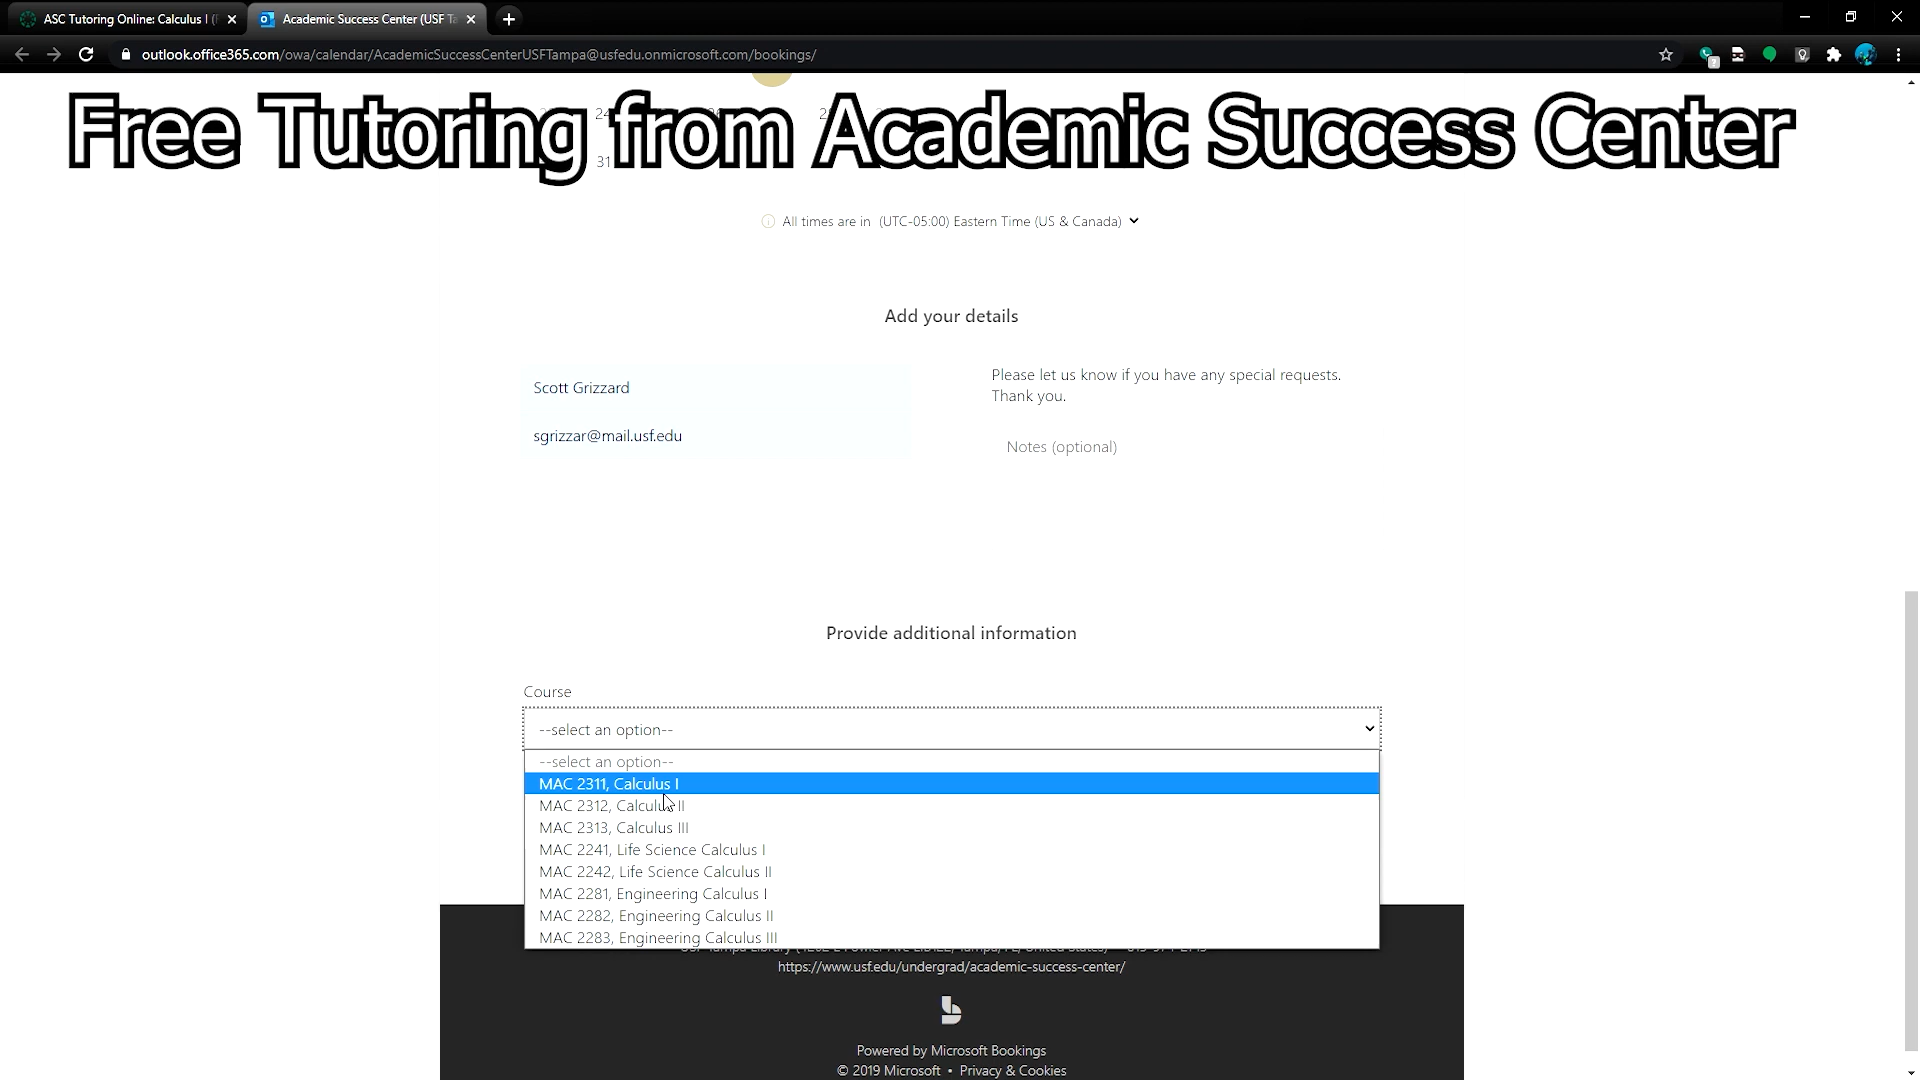 ASC Tutoring Online: Calculus I
Academic Success Center (USF Ta
outlook.office365.com/owa/calendar/AcademicSuccessCenterUSFTampa@usfedu.onmicrosoft.com/bookings/
Free Tutoring from Academic Success Center
31
All times are in (UTC-05:00) Eastern Time (US & Canada)
Add your details
Scott Grizzard
sgrizzar@mail.usf.edu
Please let us know if you have any special requests.
Thank you.
Notes (optional)
Provide additional information
Course
--select an option--
--select an option--
MAC 2311, Calculus I
MAC 2312, Calculus II
MAC 2313, Calculus III
MAC 2241, Life Science Calculus I
MAC 2242, Life Science Calculus II
MAC 2281, Engineering Calculus I
MAC 2282, Engineering Calculus II
MAC 2283, Engineering Calculus III
https://www.usf.edu/undergrad/academic-success-center/
Powered by Microsoft Bookings
© 2019 Microsoft • Privacy & Cookies